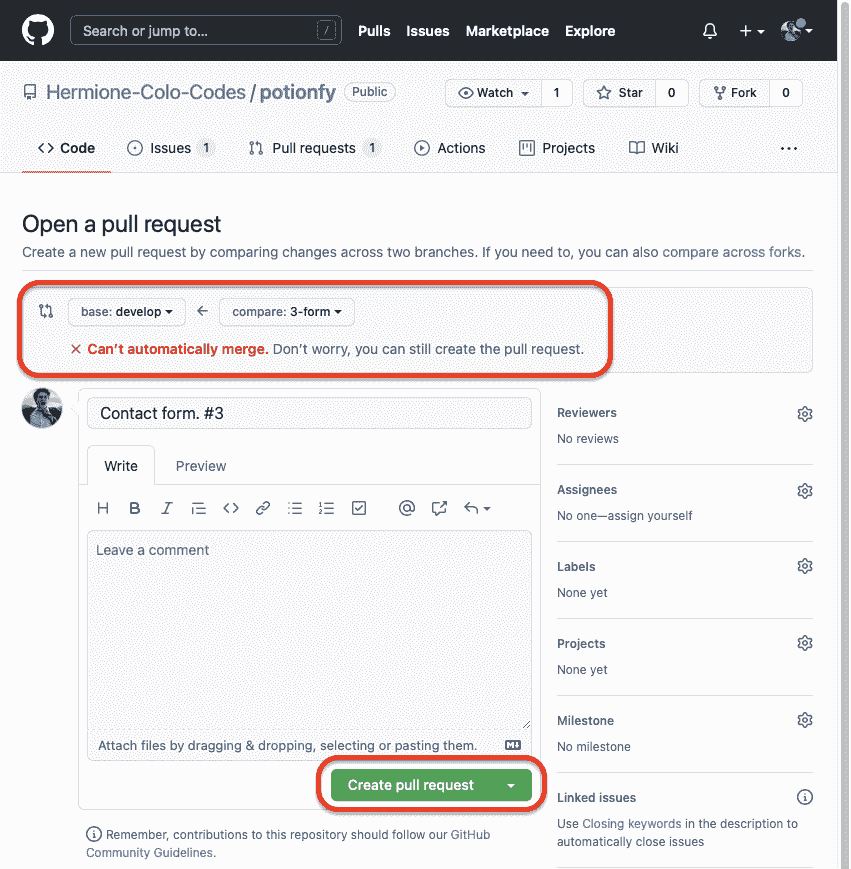 Search or jump to... / Pulls Issues Marketplace Explore
Hermione-Colo-Codes / potionfy Public Watch 1 Star 0 Fork 0
Code Issues 1 Pull requests 1 Actions Projects Wiki
Open a pull request
Create a new pull request by comparing changes across two branches. If you need to, you can also compare across forks.
base: develop compare: 3-form
Can't automatically merge. Don't worry, you can still create the pull request.
Contact form. #3
Write Preview
H B I
Leave a comment
Attach files by dragging & dropping, selecting or pasting them.
Create pull request
Remember, contributions to this repository should follow our GitHub
Community Guidelines.
Reviewers
No reviews
Assignees
No one—assign yourself
Labels
None yet
Projects
None yet
Milestone
No milestone
Linked issues
Use Closing keywords in the description to
automatically close issues